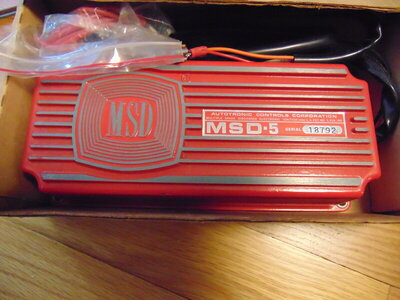 MSD
AUTOTRONIC CONTROLS CORPORATION
MSD-5 SERIAL 18792